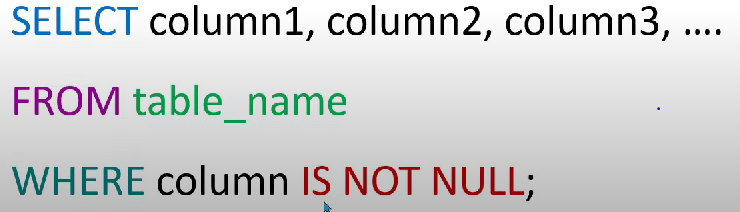 SELECT column1, column2, column3, ....
FROM table_name
WHERE column IS NOT NULL;